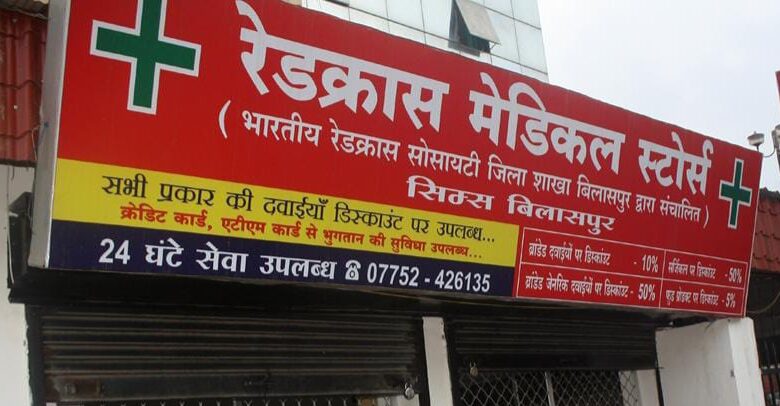 रेडक्रास मेडिकल स्टोर्स
( भारतीय रेडक्रास सोसायटी जिला शाखा बिलासपुर द्वारा संचालित )
सिम्स बिलासपुर
सभी प्रकार की दवाईयाँ डिस्काउंट पर उपलब्ध...
क्रेडिट कार्ड, एटीएम कार्ड से भुगतान की सुविधा उपलब्ध...
24 घंटे सेवा उपलब्ध ☎ 07752 - 426135
ब्रांडेड दवाईयों पर डिस्काउंट - 10%
सर्जिकल पर डिस्काउंट - 50%
ब्रांडेड जेनरिक दवाईयों पर डिस्काउंट - 50%
फुड प्रोडक्ट पर डिस्काउंट - 5%